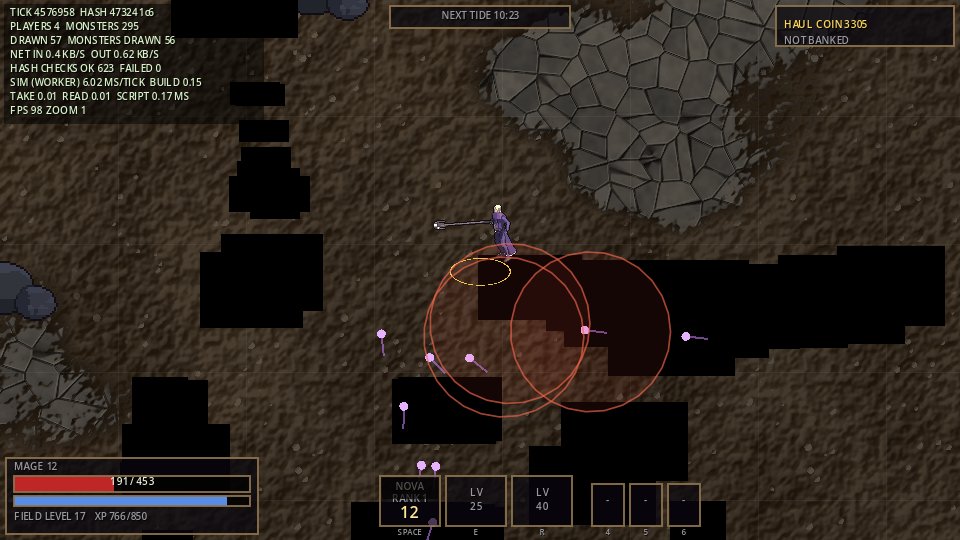 TICK 4576958 HASH 473241c6
PLAYERS 4 MONSTERS 295
DRAWN 57 MONSTERS DRAWN 56
NET IN 0.4 KB/S OUT 0.62 KB/S
HASH CHECKS OK 623 FAILED 0
SIM (WORKER) 6.02 MS/TICK BUILD 0.15
TAKE 0.01 READ 0.01 SCRIPT 0.17 MS
FPS 98 ZOOM 1
NEXT TIDE 10:23
HAUL COIN 3305
NOT BANKED
MAGE 12
191/453
FIELD LEVEL 17 XP 766/850
NOVA
RANK 1
12
SPACE
LV
25
E
LV
40
R
-
4
-
5
-
6